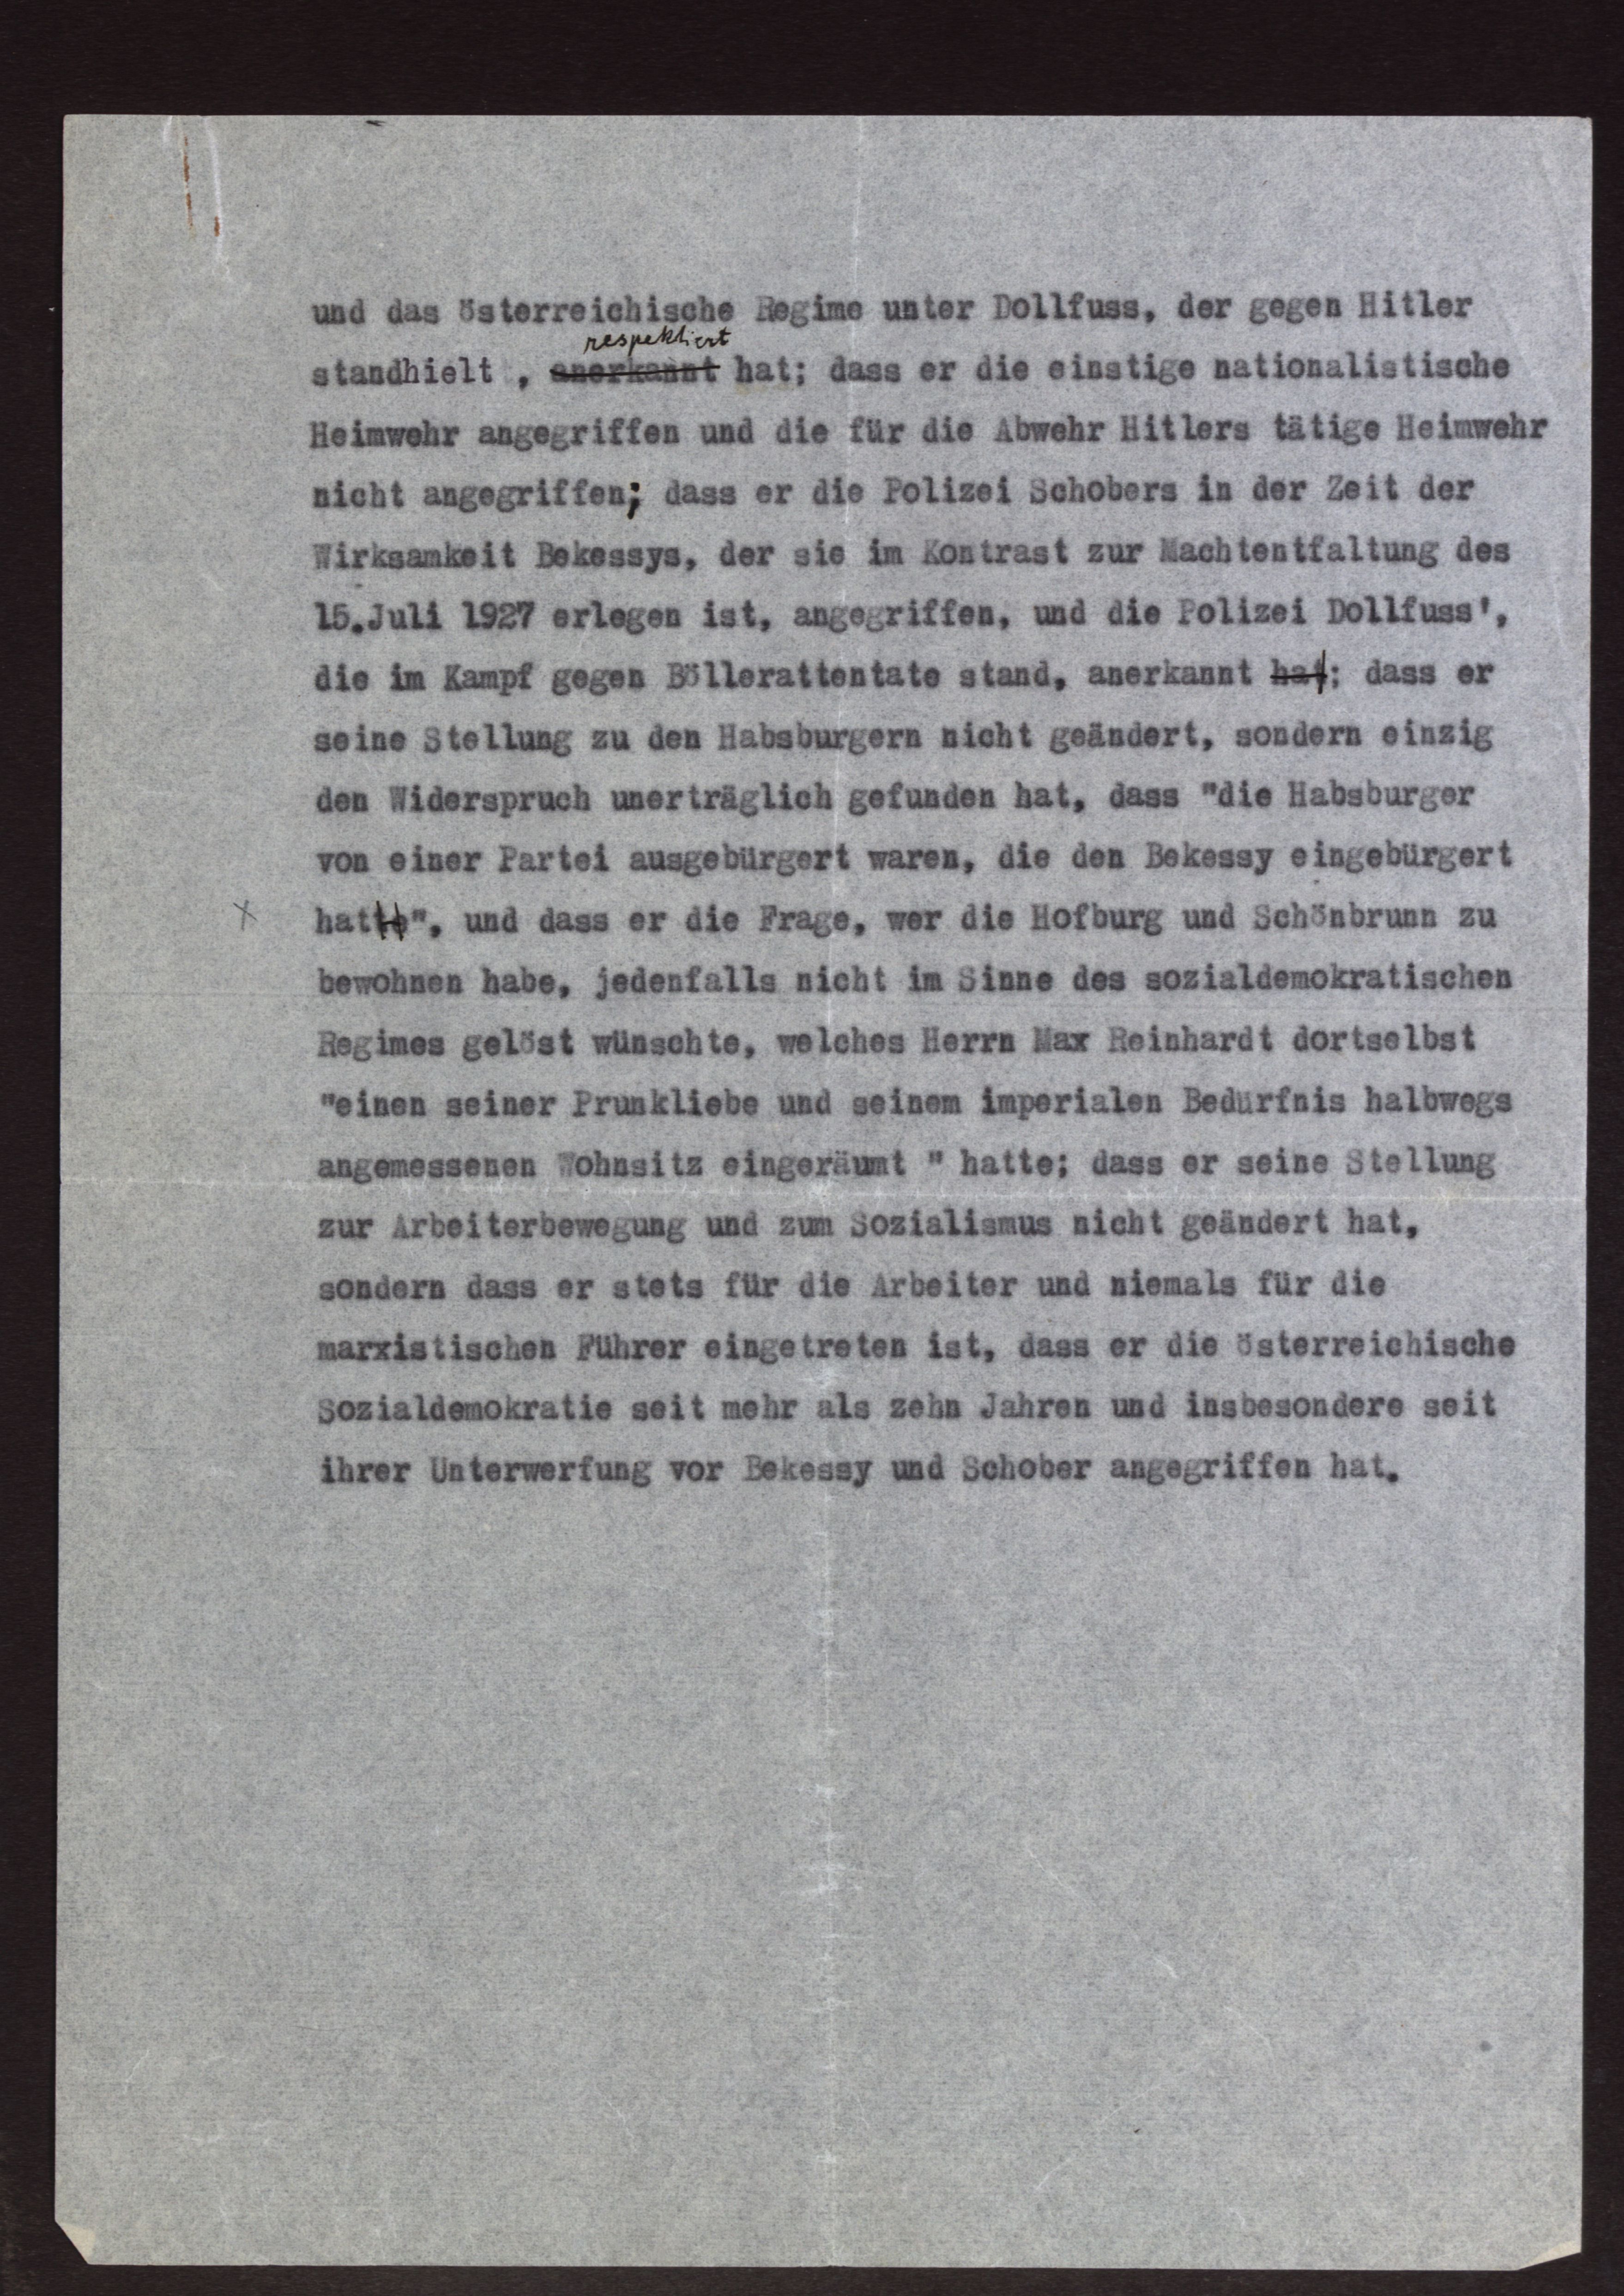 und das österreichische Regime unter Dollfuss, der gegen Hitler
respektiert
standhielt , anerkannt hat; dass er die einstige nationalistische
Heimwehr angegriffen und die für die Abwehr Hitlers tätige Heimwehr
nicht angegriffen; dass er die Polizei Schobers in der Zeit der
Wirksamkeit Bekessys, der sie im Kontrast zur Machtentfaltung des
15.Juli 1927 erlegen ist, angegriffen, und die Polizei Dollfuss',
die im Kampf gegen Böllerattentate stand, anerkannt hat; dass er
seine Stellung zu den Habsburgern nicht geändert, sondern einzig
den Widerspruch unerträglich gefunden hat, dass "die Habsburger
von einer Partei ausgebürgert waren, die den Bekessy eingebürgert
hatte", und dass er die Frage, wer die Hofburg und Schönbrunn zu
bewohnen habe, jedenfalls nicht im Sinne des sozialdemokratischen
Regimes gelöst wünschte, welches Herrn Max Reinhardt dortselbst
"einen seiner Prunkliebe und seinem imperialen Bedürfnis halbwegs
angemessenen Wohnsitz eingeräumt " hatte; dass er seine Stellung
zur Arbeiterbewegung und zum Sozialismus nicht geändert hat,
sondern dass er stets für die Arbeiter und niemals für die
marxistischen Führer eingetreten ist, dass er die österreichische
Sozialdemokratie seit mehr als zehn Jahren und insbesondere seit
ihrer Unterwerfung vor Bekessy und Schober angegriffen hat.